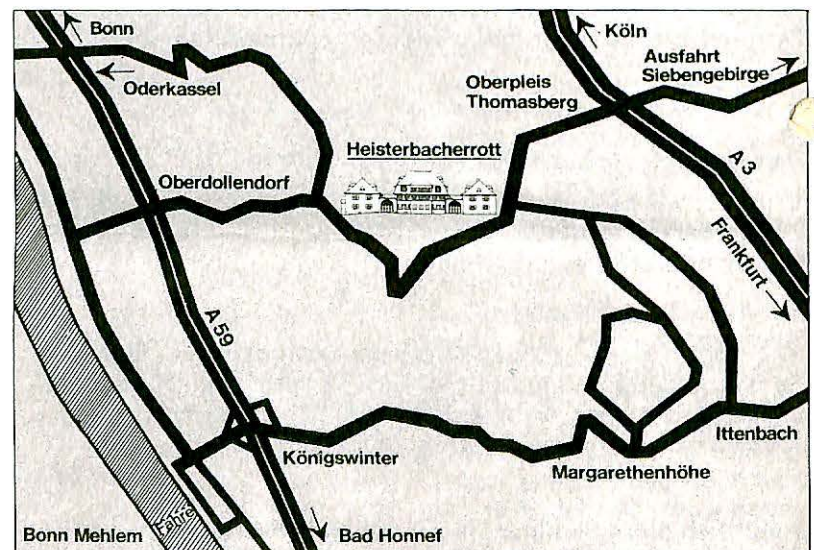 Bonn
Köln
Ausfahrt
Siebengebirge
Oderkassel
Oberpleis
Thomasberg
Heisterbacherrott
A 3
Oberdollendorf
Frankfurt
A 59
Königswinter
Ittenbach
Margarethenhöhe
Fähre
Bonn Mehlem
Bad Honnef